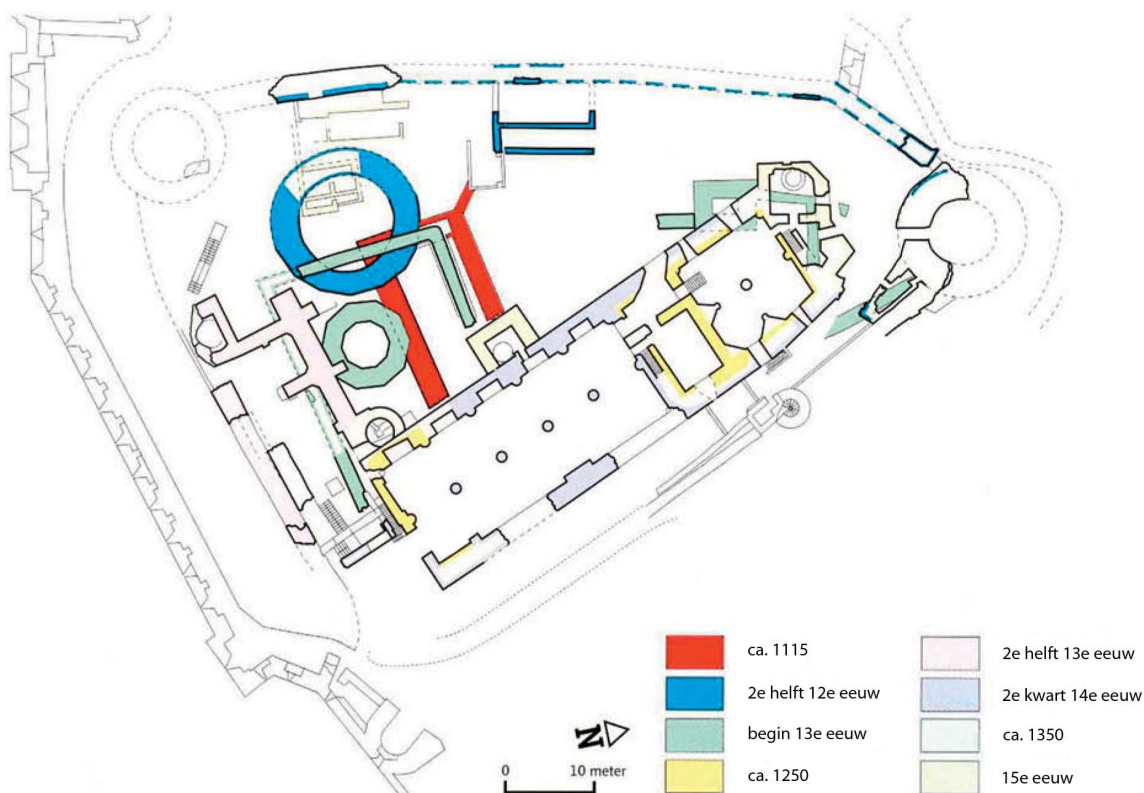 ca. 1115
2e helft 12e eeuw
begin 13e eeuw
ca. 1250
2e helft 13e eeuw
2e kwart 14e eeuw
ca. 1350
15e eeuw
N
0 10 meter